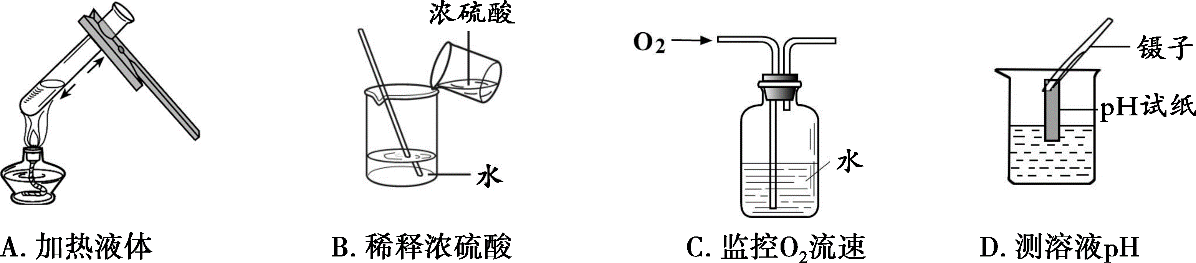 浓硫酸
水
O₂
水
镊子
pH试纸
A. 加热液体
B. 稀释浓硫酸
C. 监控O₂流速
D. 测溶液pH